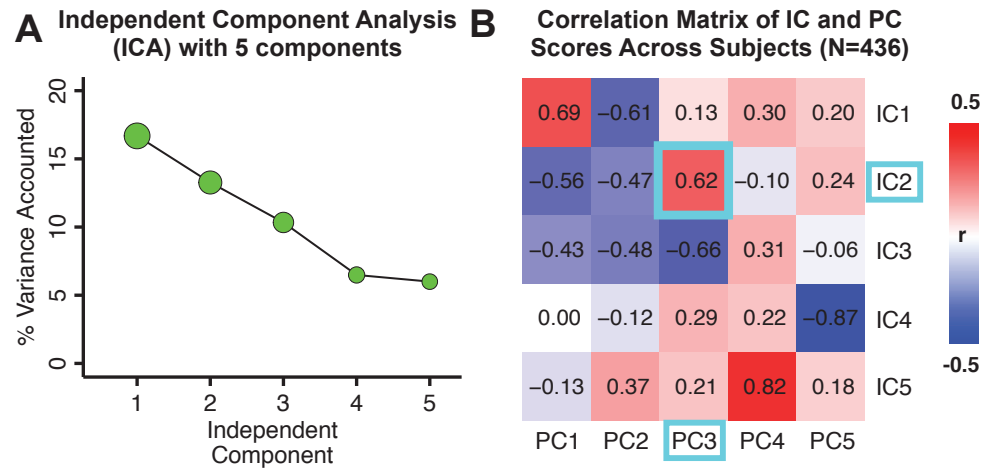 A
Independent Component Analysis
(ICA) with 5 components
% Variance Accounted
20
15
10
5
0
1 2 3 4 5
Independent
Component
B
Correlation Matrix of IC and PC
Scores Across Subjects (N=436)
0.69 −0.61 0.13 0.30 0.20 IC1
−0.56 −0.47 0.62 −0.10 0.24 IC2
−0.43 −0.48 −0.66 0.31 −0.06 IC3
0.00 −0.12 0.29 0.22 −0.87 IC4
−0.13 0.37 0.21 0.82 0.18 IC5
PC1 PC2 PC3 PC4 PC5
0.5
r
-0.5